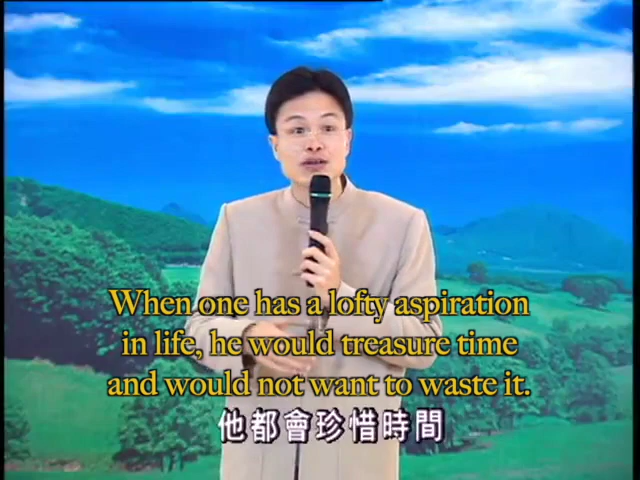 When one has a lofty aspiration
in life, he would treasure time
and would not want to waste it.
他都會珍惜時間